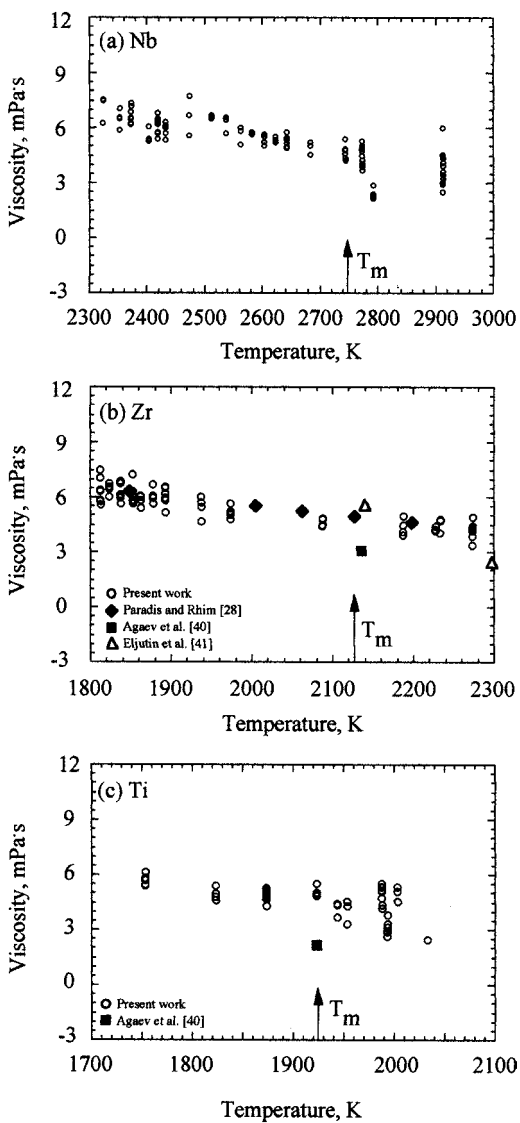 12
(a) Nb
9
6
3
0
-3
Viscosity, mPa·s
Tm
2300 2400 2500 2600 2700 2800 2900 3000
Temperature, K
12
(b) Zr
9
6
3
0
-3
Viscosity, mPa·s
Present work
Paradis and Rhim [28]
Agaev et al. [40]
Eljutin et al. [41]
Tm
1800 1900 2000 2100 2200 2300
Temperature, K
12
(c) Ti
9
6
3
0
-3
Viscosity, mPa·s
Present work
Agaev et al. [40]
Tm
1700 1800 1900 2000 2100
Temperature, K